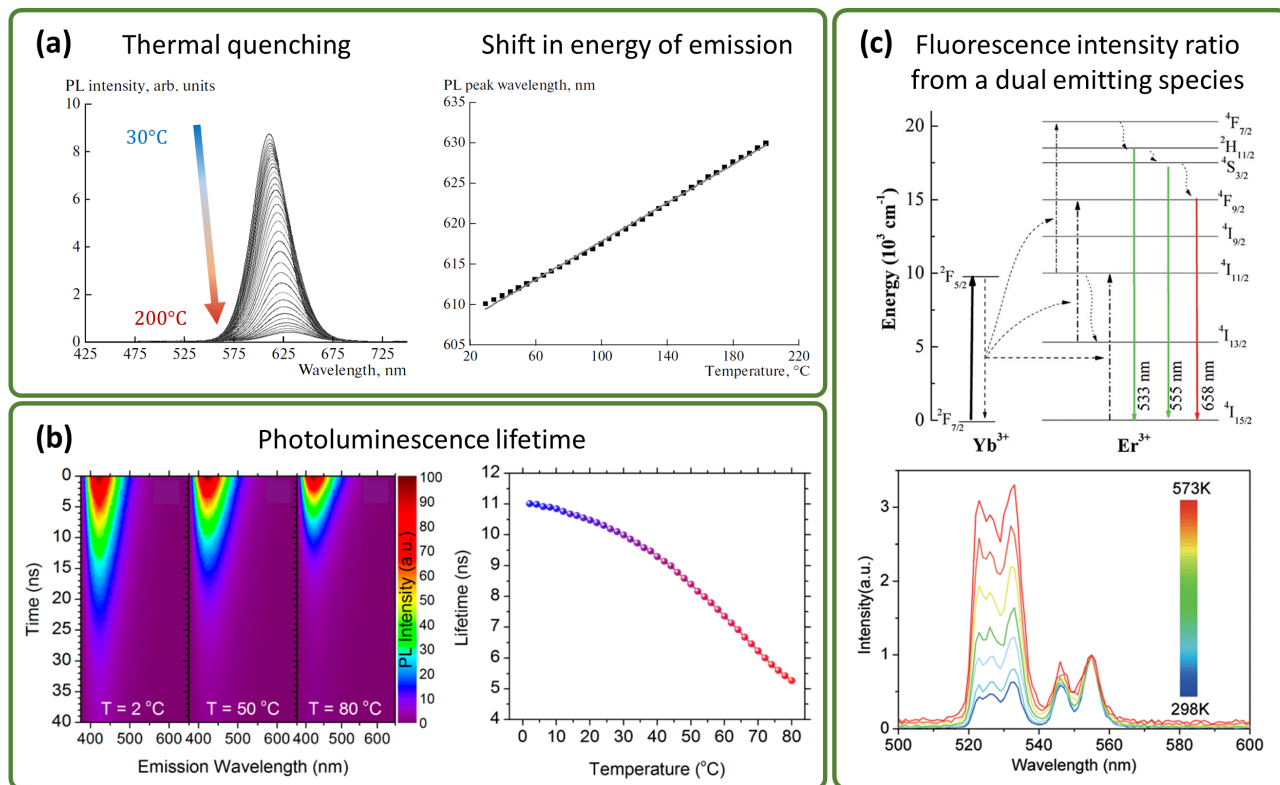 (a)
Thermal quenching
PL intensity, arb. units
10
8
6
4
2
0
30°C
200°C
425
475
525
575
625
675
725
Wavelength, nm
Shift in energy of emission
PL peak wavelength, nm
635
630
625
620
615
610
605
20
60
100
140
180
220
Temperature, °C
(b)
Photoluminescence lifetime
0
5
10
15
20
25
30
35
40
Time (ns)
T = 2 °C
T = 50 °C
T = 80 °C
400
500
600
400
500
600
400
500
600
Emission Wavelength (nm)
100
90
80
70
60
50
40
30
20
10
0
PL Intensity (a.u.)
12
11
10
9
8
7
6
5
4
Lifetime (ns)
0
10
20
30
40
50
60
70
80
Temperature (°C)
(c)
Fluorescence intensity ratio
from a dual emitting species
20
15
10
5
0
Energy (10³ cm⁻¹)
²F5/2
²F7/2
Yb³⁺
⁴F7/2
²H11/2
⁴S3/2
⁴F9/2
⁴I9/2
⁴I11/2
⁴I13/2
⁴I15/2
533 nm
555 nm
658 nm
Er³⁺
3
2
1
0
Intensity(a.u.)
573K
298K
500
520
540
560
580
600
Wavelength (nm)